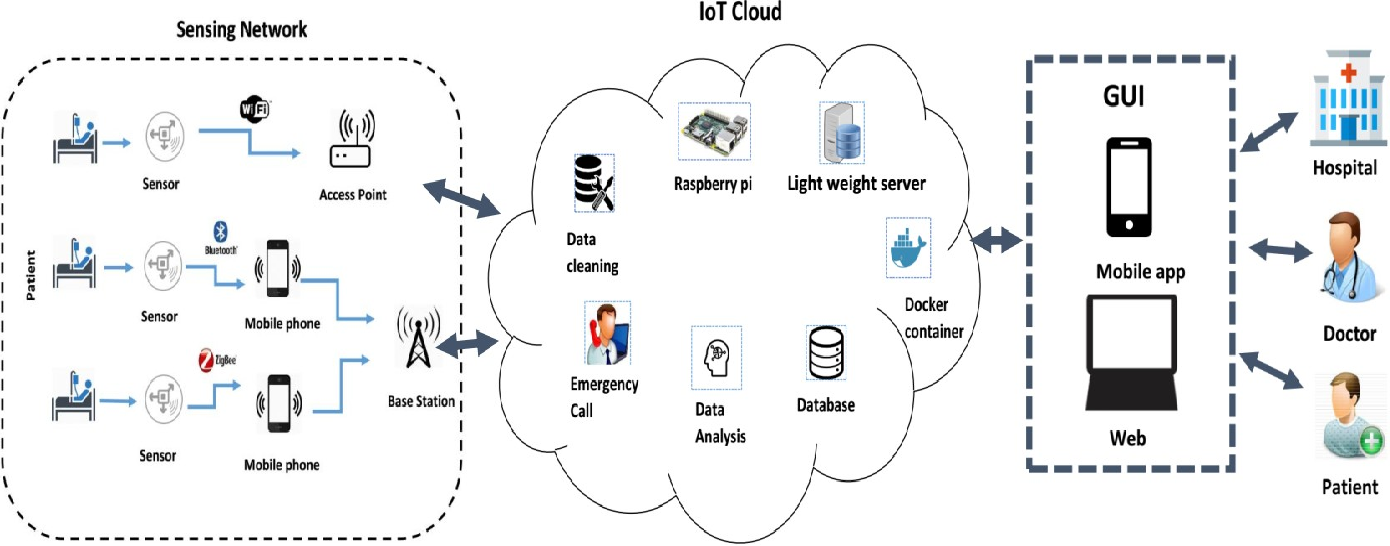 IoT Cloud
Sensing Network
WiFi
Sensor
Access Point
Patient
Bluetooth
Sensor
Mobile phone
ZigBee
Base Station
Sensor
Mobile phone
Raspberry pi
Light weight server
Data
cleaning
Docker
container
Emergency
Call
Data
Analysis
Database
GUI
Mobile app
Web
Hospital
Doctor
Patient